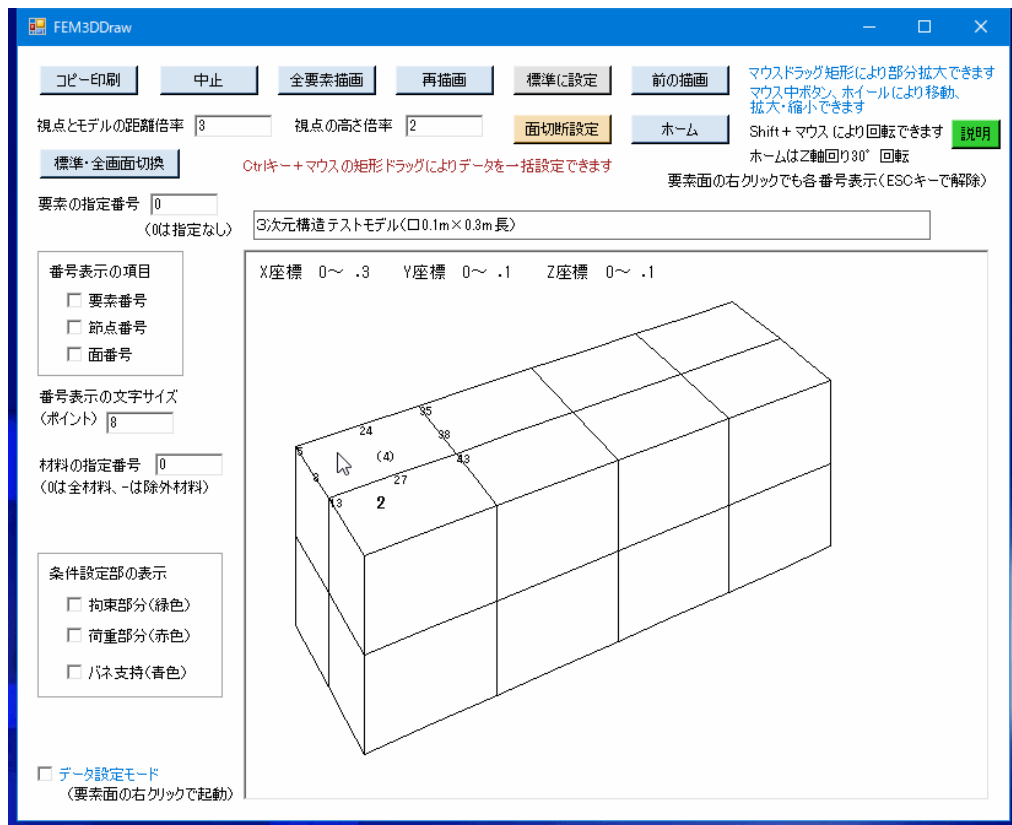 FEM3DDraw
コピー印刷 中止 全要素描画 再描画 標準に設定 前の描画
マウスドラッグ矩形により部分拡大できます
マウス中ボタン、ホイールにより移動、
拡大・縮小できます
視点とモデルの距離倍率 3 視点の高さ倍率 2 面切断設定 ホーム
Shift+マウス により回転できます 説明
標準・全画面切換
Ctrlキー+マウスの矩形ドラッグによりデータを一括設定できます
ホームはZ軸回り30°回転
要素面の右クリックでも各番号表示(ESCキーで解除)
要素の指定番号 0
(0は指定なし)
3次元構造テストモデル(口0.1m×0.3m長)
番号表示の項目
要素番号
節点番号
面番号
番号表示の文字サイズ
(ポイント) 8
材料の指定番号 0
(0は全材料、-は除外材料)
条件設定部の表示
拘束部分(緑色)
荷重部分(赤色)
バネ支持(青色)
データ設定モード
(要素面の右クリックで起動)
X座標 0~ .3 Y座標 0~ .1 Z座標 0~ .1
35
24 38
5 (4) 43
3 27
13 2